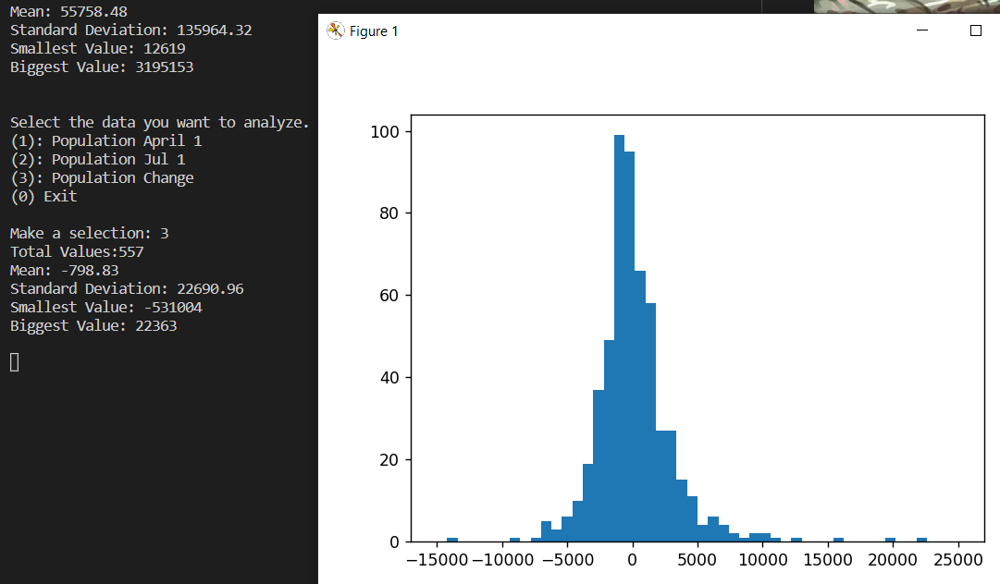 Mean: 55758.48
Standard Deviation: 135964.32
Smallest Value: 12619
Biggest Value: 3195153
Select the data you want to analyze.
(1): Population April 1
(2): Population Jul 1
(3): Population Change
(0) Exit
Make a selection: 3
Total Values:557
Mean: -798.83
Standard Deviation: 22690.96
Smallest Value: -531004
Biggest Value: 22363
Figure 1
100
80
60
40
20
0
−15000 −10000 −5000 0 5000 10000 15000 20000 25000